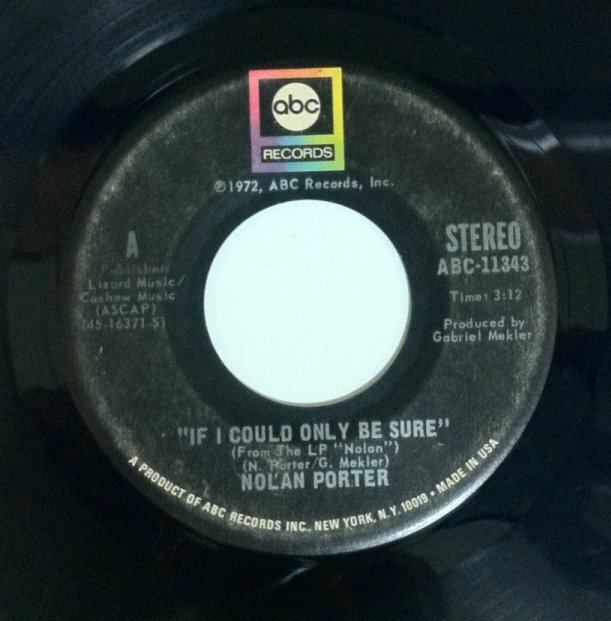 abc
RECORDS
℗1972, ABC Records, Inc.
A
Publisher:
Lizard Music/
Cashew Music
(ASCAP)
(45-16371-S)
STEREO
ABC-11343
Time: 3:12
Produced by
Gabriel Mekler
"IF I COULD ONLY BE SURE"
(From The LP "Nolan")
(N. Porter/G. Mekler)
NOLAN PORTER
A PRODUCT OF ABC RECORDS INC., NEW YORK, N.Y. 10019 • MADE IN USA